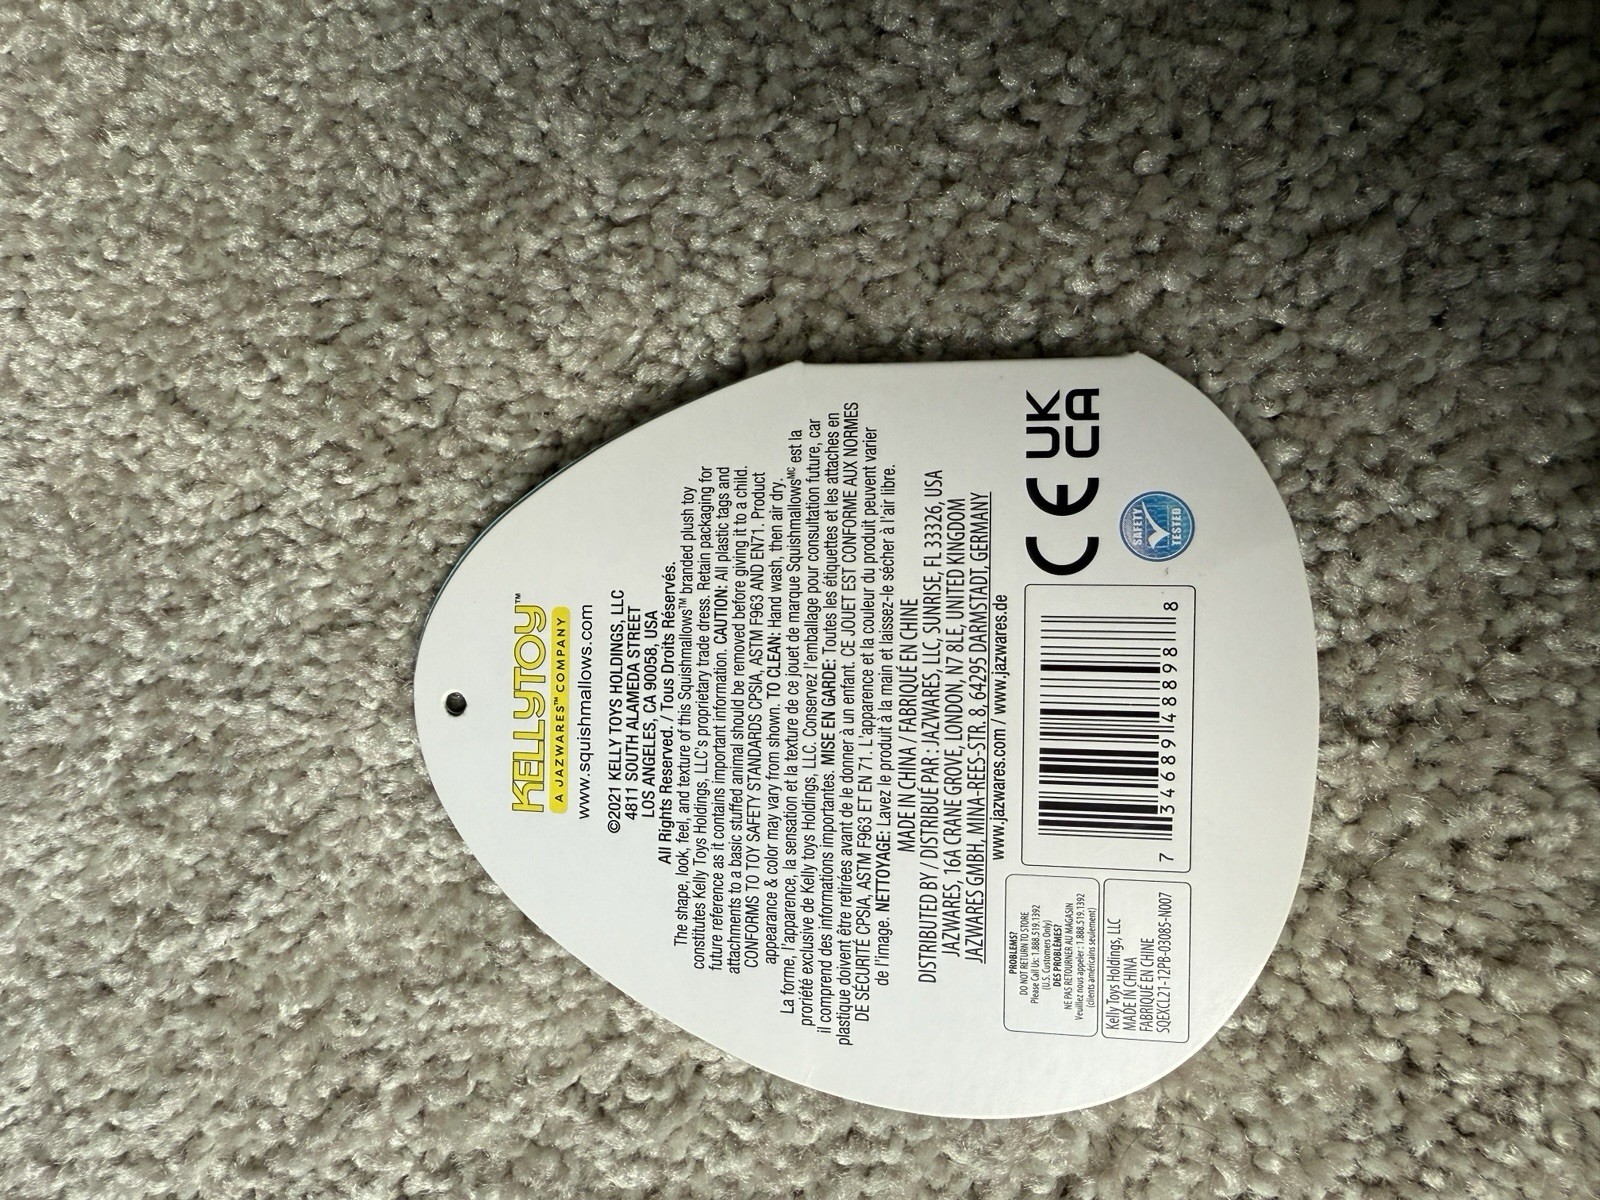 KELLYTOY™
A JAZWARES™ COMPANY
www.squishmallows.com
©2021 KELLY TOYS HOLDINGS, LLC
4811 SOUTH ALAMEDA STREET
LOS ANGELES, CA 90058, USA
All Rights Reserved. / Tous Droits Réservés.
The shape, look, feel, and texture of this Squishmallows™ branded plush toy
constitutes Kelly Toys Holdings, LLC's proprietary trade dress. Retain packaging for
future reference as it contains important information. CAUTION: All plastic tags and
attachments to a basic stuffed animal should be removed before giving it to a child.
CONFORMS TO TOY SAFETY STANDARDS CPSIA, ASTM F963 AND EN71. Product
appearance & color may vary from shown. TO CLEAN: Hand wash, then air dry.
La forme, l'apparence, la sensation et la texture de ce jouet de marque Squishmallowsᴹᶜ est la
propriété exclusive de Kelly toys Holdings, LLC. Conservez l'emballage pour consultation future, car
il comprend des informations importantes. MISE EN GARDE: Toutes les étiquettes et les attaches en
plastique doivent être retirées avant de le donner à un enfant. CE JOUET EST CONFORME AUX NORMES
DE SÉCURITÉ CPSIA, ASTM F963 ET EN 71. L'apparence et la couleur du produit peuvent varier
de l'image. NETTOYAGE: Lavez le produit à la main et laissez-le sécher à l'air libre.
MADE IN CHINA / FABRIQUÉ EN CHINE
DISTRIBUTED BY / DISTRIBUÉ PAR : JAZWARES, LLC, SUNRISE, FL 33326, USA
JAZWARES, 16A CRANE GROVE, LONDON, N7 8LE, UNITED KINGDOM
JAZWARES GMBH, MINA-REES-STR. 8, 64295 DARMSTADT, GERMANY
www.jazwares.com / www.jazwares.de
PROBLEMS?
DO NOT RETURN TO STORE
Please Call Us: 1.888.519.1392
(U.S. Customers Only)
DES PROBLÈMES?
NE PAS RETOURNER AU MAGASIN
Veuillez nous appeler : 1.888.519.1392
(clients américains seulement)
Kelly Toys Holdings, LLC
MADE IN CHINA
FABRIQUÉ EN CHINE
SQEXCL21-12PB-03085-N007
7 34689 48898 8
CE
UK
CA
SAFETY
TESTED